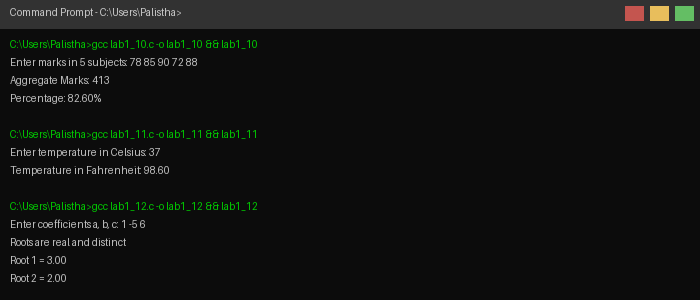 Command Prompt - C:\Users\Palistha>
C:\Users\Palistha>gcc lab1_10.c -o lab1_10 && lab1_10
Enter marks in 5 subjects: 78 85 90 72 88
Aggregate Marks: 413
Percentage: 82.60%
C:\Users\Palistha>gcc lab1_11.c -o lab1_11 && lab1_11
Enter temperature in Celsius: 37
Temperature in Fahrenheit: 98.60
C:\Users\Palistha>gcc lab1_12.c -o lab1_12 && lab1_12
Enter coefficients a, b, c: 1 -5 6
Roots are real and distinct
Root 1 = 3.00
Root 2 = 2.00